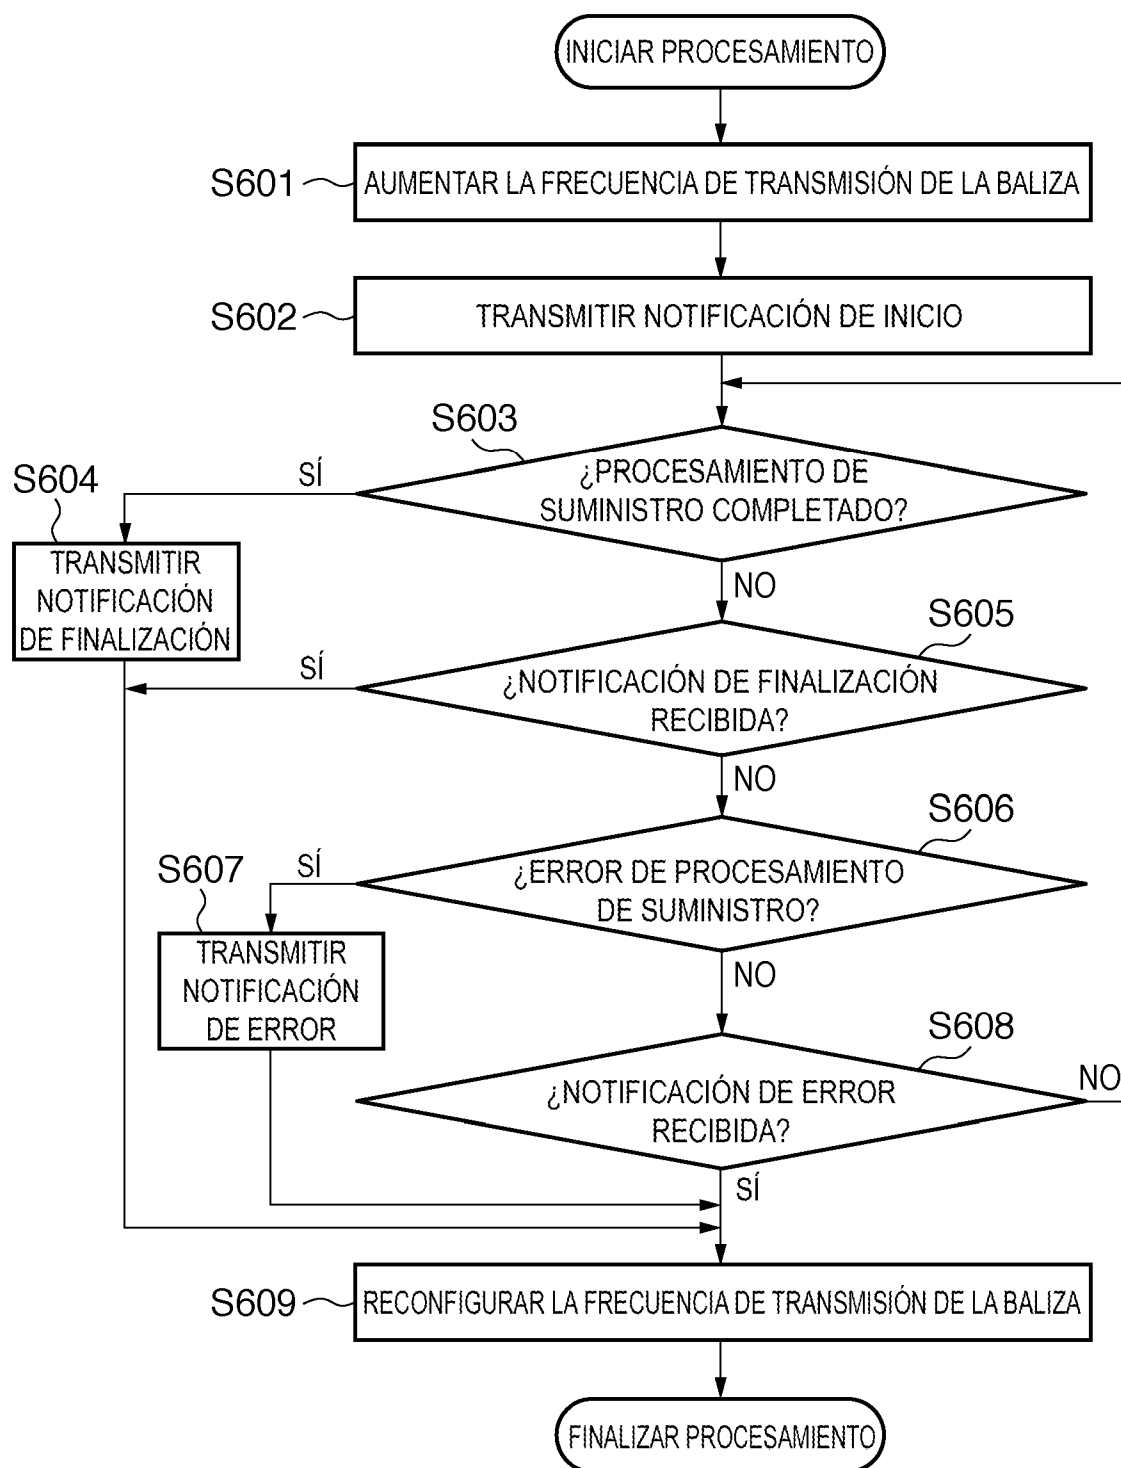 INICIAR PROCESAMIENTO
S601
AUMENTAR LA FRECUENCIA DE TRANSMISIÓN DE LA BALIZA
S602
TRANSMITIR NOTIFICACIÓN DE INICIO
S603
¿PROCESAMIENTO DE
SUMINISTRO COMPLETADO?
SÍ
NO
S604
TRANSMITIR
NOTIFICACIÓN
DE FINALIZACIÓN
S605
¿NOTIFICACIÓN DE FINALIZACIÓN
RECIBIDA?
SÍ
NO
S606
¿ERROR DE PROCESAMIENTO
DE SUMINISTRO?
SÍ
NO
S607
TRANSMITIR
NOTIFICACIÓN
DE ERROR
S608
¿NOTIFICACIÓN DE ERROR
RECIBIDA?
NO
SÍ
S609
RECONFIGURAR LA FRECUENCIA DE TRANSMISIÓN DE LA BALIZA
FINALIZAR PROCESAMIENTO